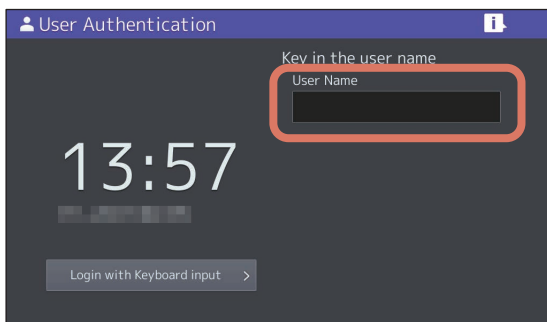 User Authentication
Key in the user name
User Name
13:57
Login with Keyboard input